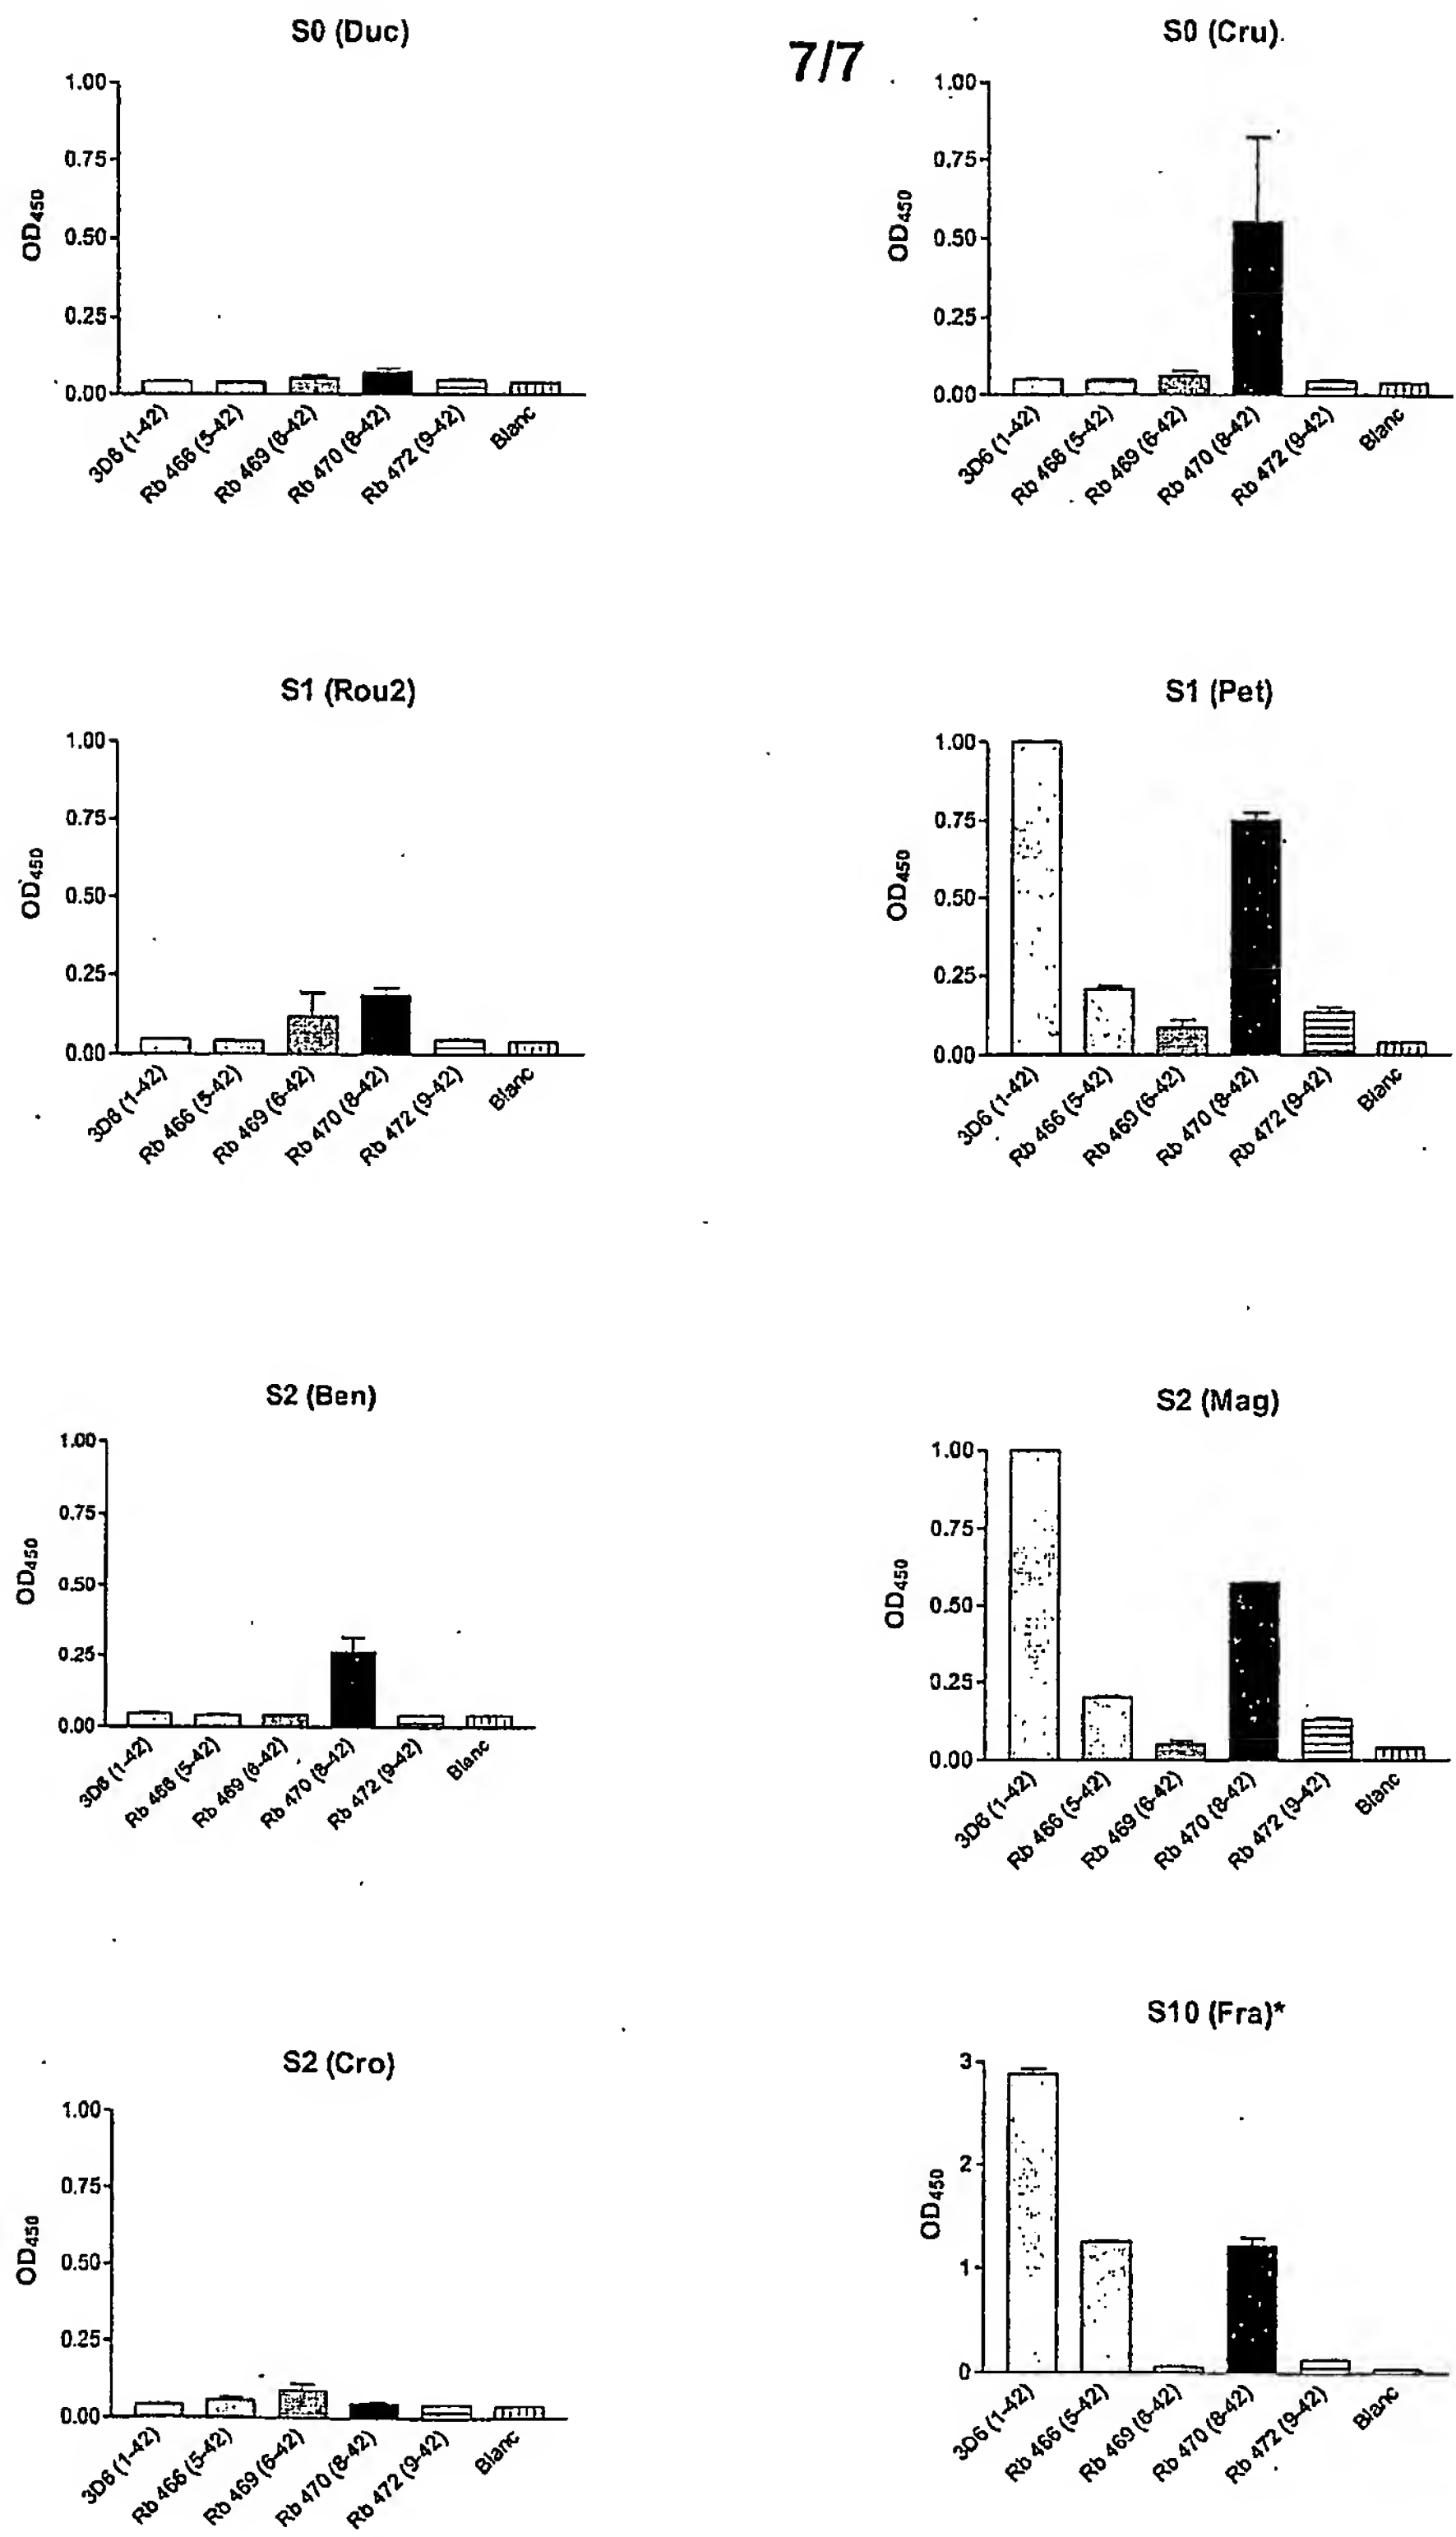 7/7
S0 (Duc)
1.00
0.75
0.50
0.25
0.00
OD450
3D6 (1-42)
Rb 466 (5-42)
Rb 469 (6-42)
Rb 470 (8-42)
Rb 472 (9-42)
Blanc
S0 (Cru)
1.00
0.75
0.50
0.25
0.00
OD450
3D6 (1-42)
Rb 466 (5-42)
Rb 469 (6-42)
Rb 470 (8-42)
Rb 472 (9-42)
Blanc
S1 (Rou2)
1.00
0.75
0.50
0.25
0.00
OD450
3D6 (1-42)
Rb 466 (5-42)
Rb 469 (6-42)
Rb 470 (8-42)
Rb 472 (9-42)
Blanc
S1 (Pet)
1.00
0.75
0.50
0.25
0.00
OD450
3D6 (1-42)
Rb 466 (5-42)
Rb 469 (6-42)
Rb 470 (8-42)
Rb 472 (9-42)
Blanc
S2 (Ben)
1.00
0.75
0.50
0.25
0.00
OD450
3D6 (1-42)
Rb 466 (5-42)
Rb 469 (6-42)
Rb 470 (8-42)
Rb 472 (9-42)
Blanc
S2 (Mag)
1.00
0.75
0.50
0.25
0.00
OD450
3D6 (1-42)
Rb 466 (5-42)
Rb 469 (6-42)
Rb 470 (8-42)
Rb 472 (9-42)
Blanc
S2 (Cro)
1.00
0.75
0.50
0.25
0.00
OD450
3D6 (1-42)
Rb 466 (5-42)
Rb 469 (6-42)
Rb 470 (8-42)
Rb 472 (9-42)
Blanc
S10 (Fra)*
3
2
1
0
OD450
3D6 (1-42)
Rb 466 (5-42)
Rb 469 (6-42)
Rb 470 (8-42)
Rb 472 (9-42)
Blanc